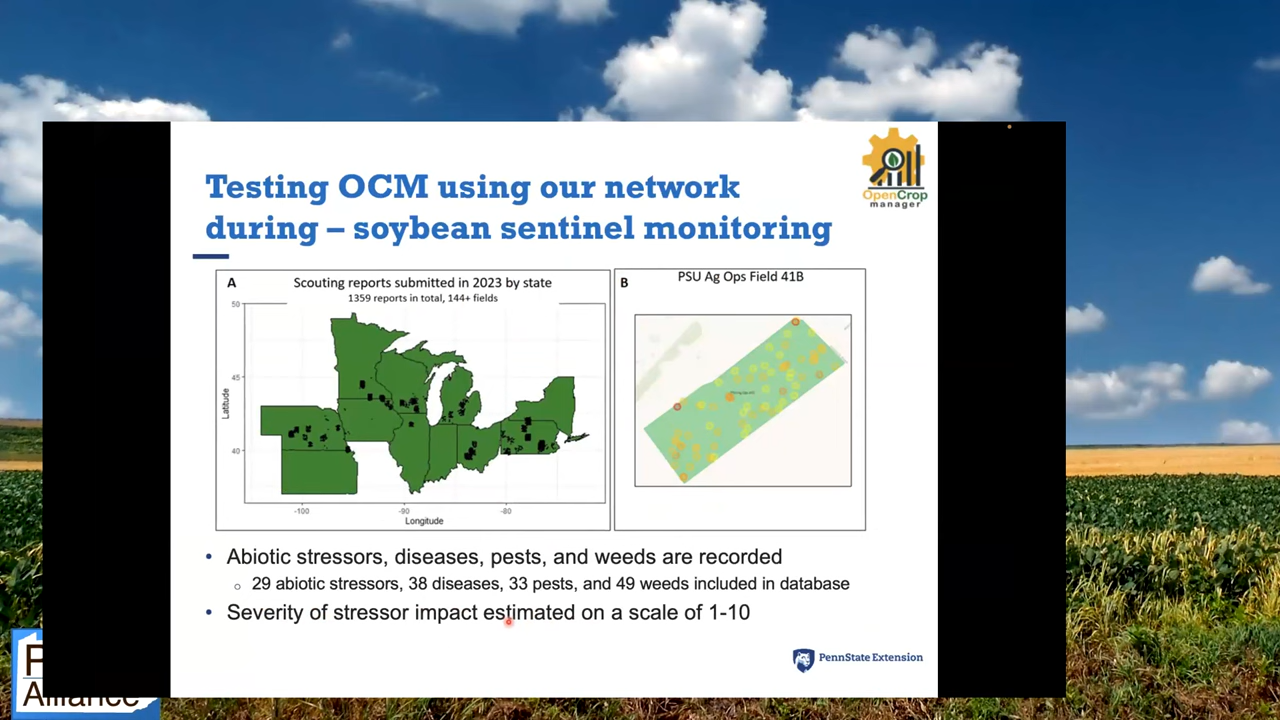 OpenCrop
manager
Testing OCM using our network
during – soybean sentinel monitoring
A
Scouting reports submitted in 2023 by state
1359 reports in total, 144+ fields
50
45
40
Latitude
-100
-90
-80
Longitude
B
PSU Ag Ops Field 41B
• Abiotic stressors, diseases, pests, and weeds are recorded
○ 29 abiotic stressors, 38 diseases, 33 pests, and 49 weeds included in database
• Severity of stressor impact estimated on a scale of 1-10
PennState Extension
P
Alliance